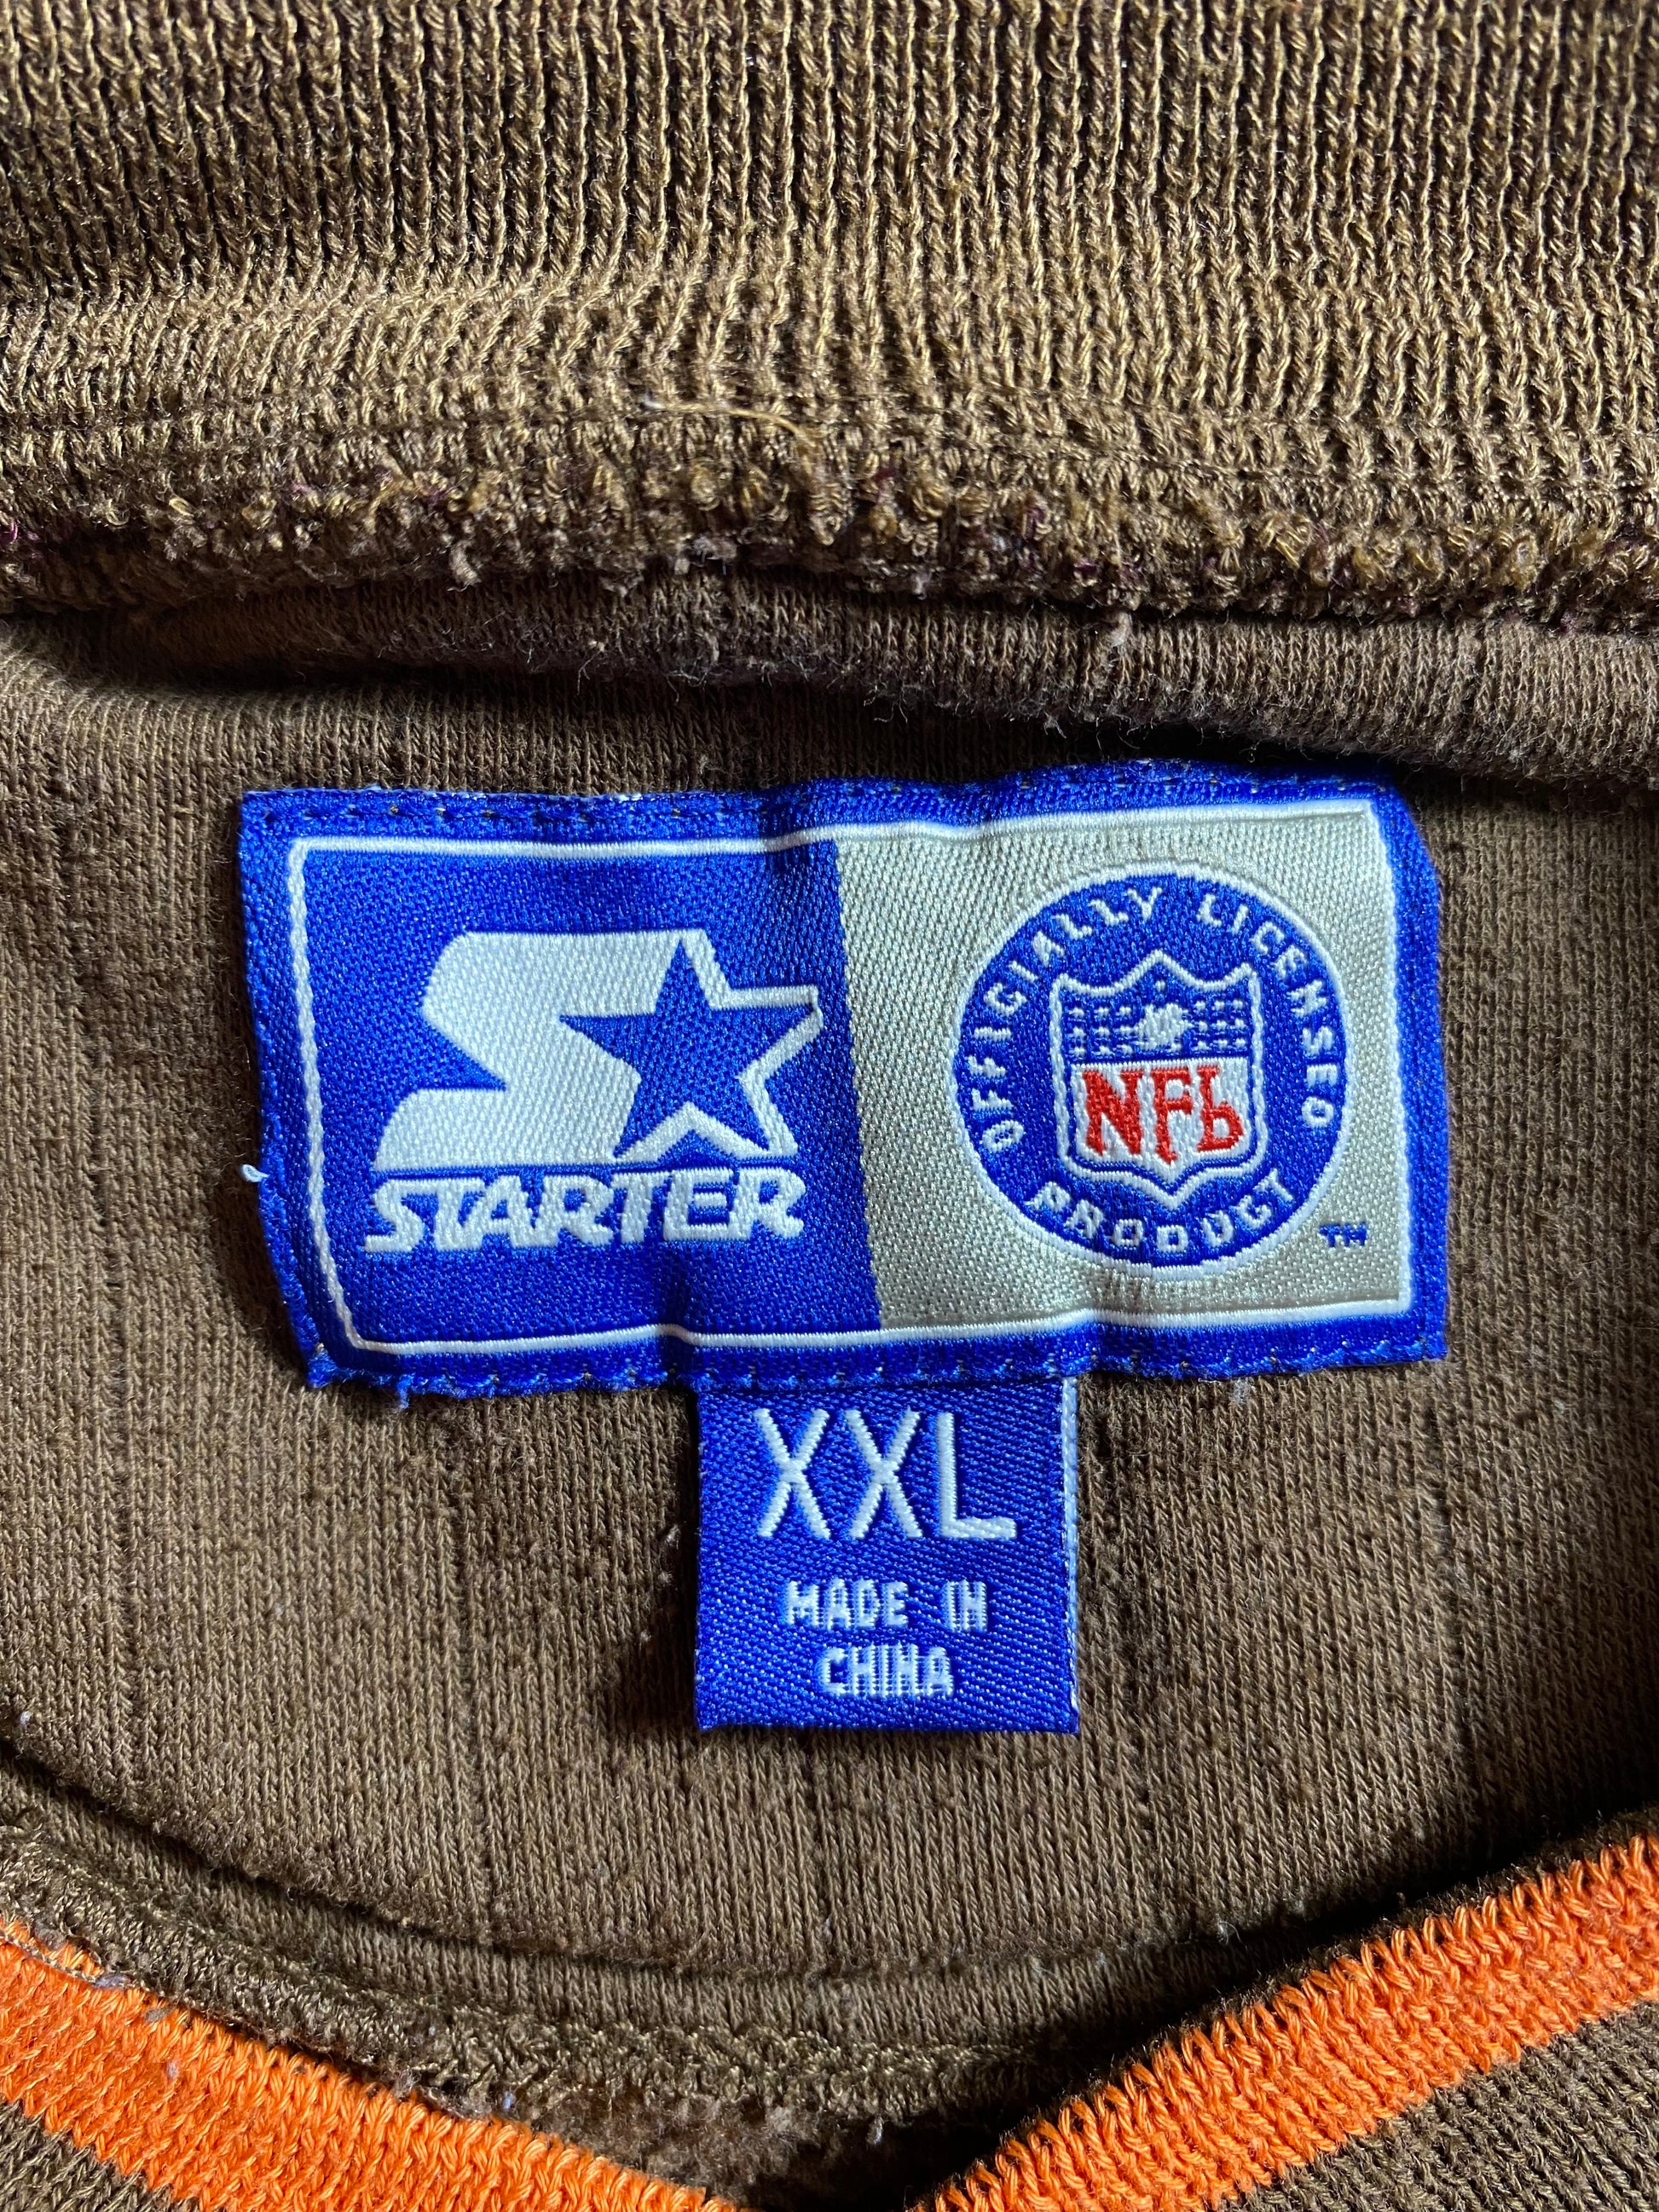 STARTER
OFFICIALLY LICENSED
NFL
PRODUCT
TM
XXL
MADE IN
CHINA